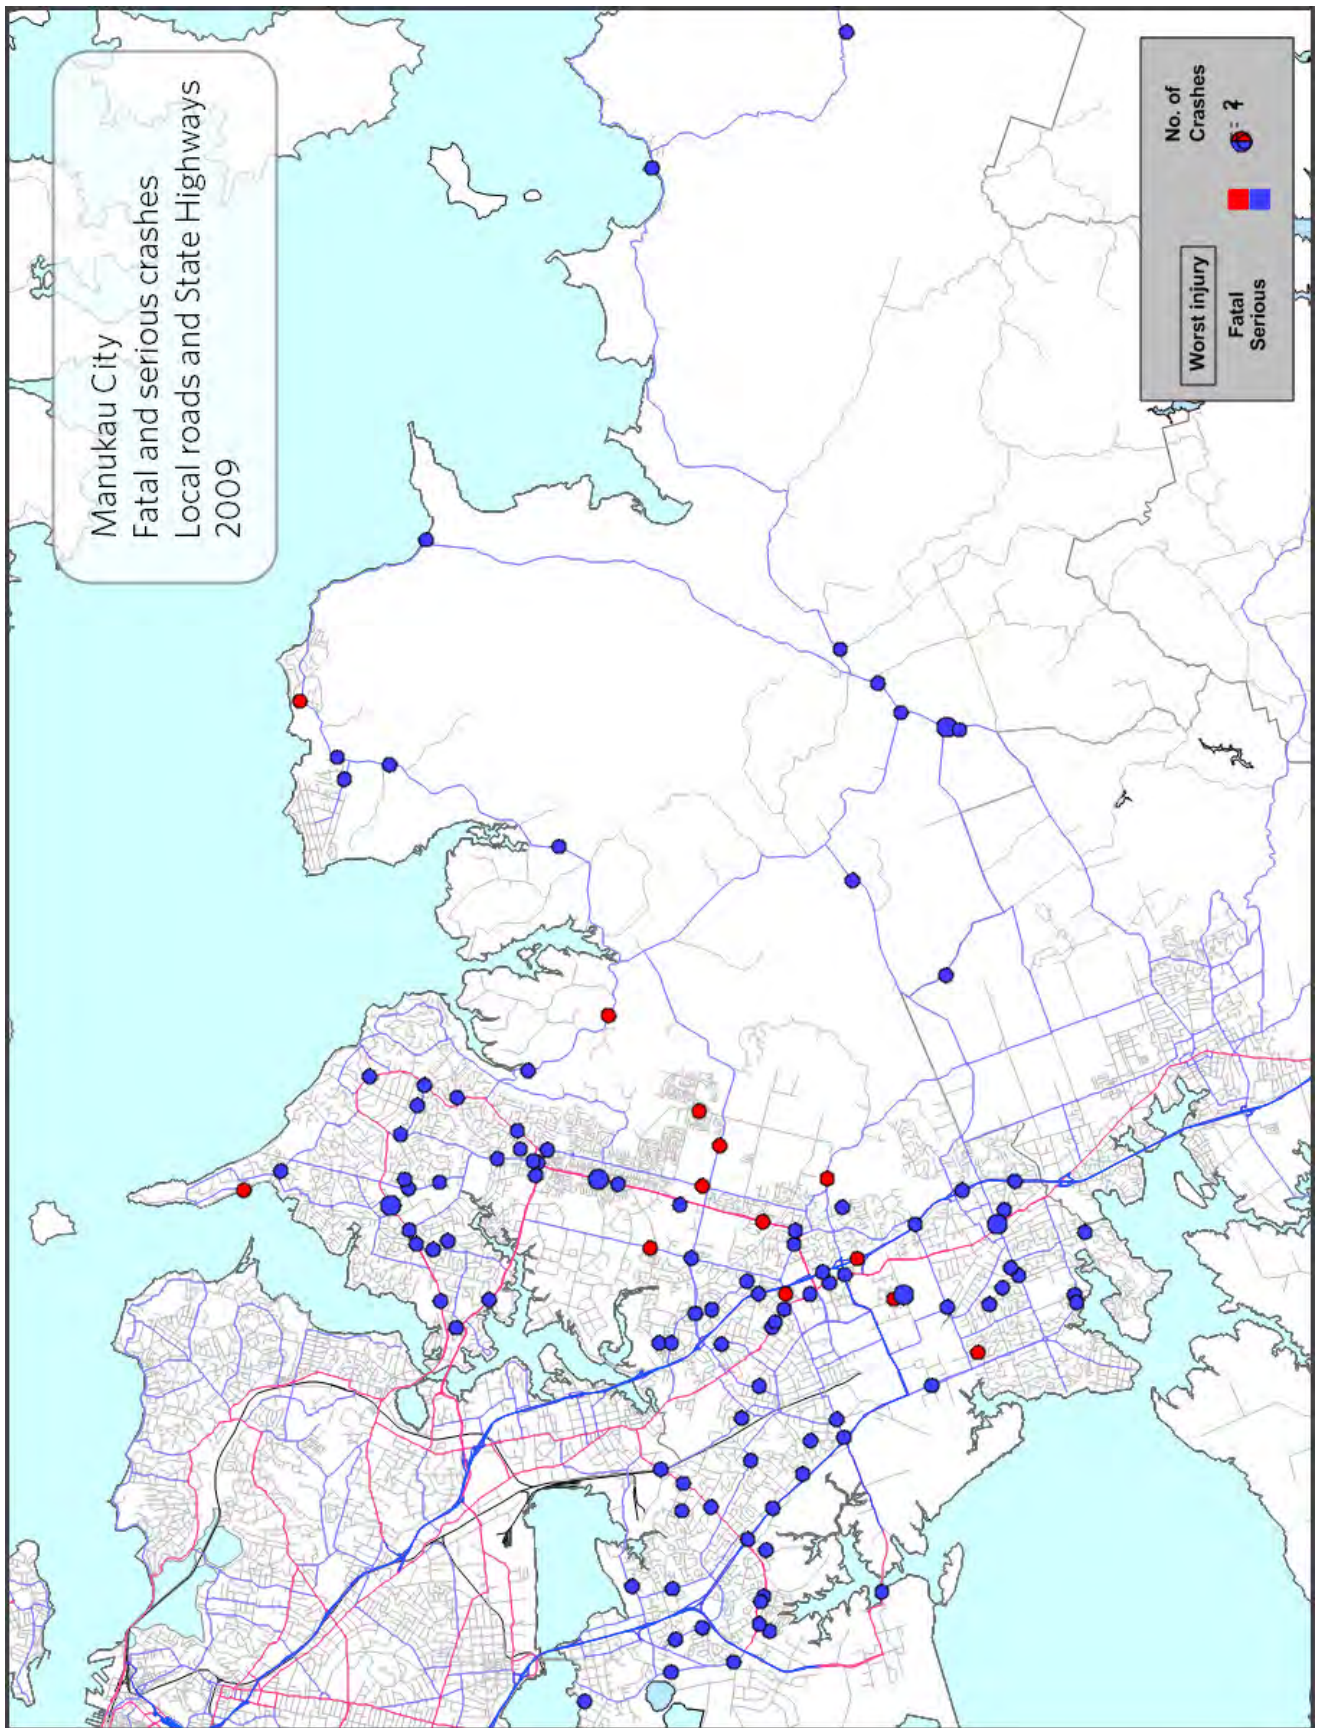 Manukau City
Fatal and serious crashes
Local roads and State Highways
2009
Worst injury
No. of
Crashes
Fatal
Serious